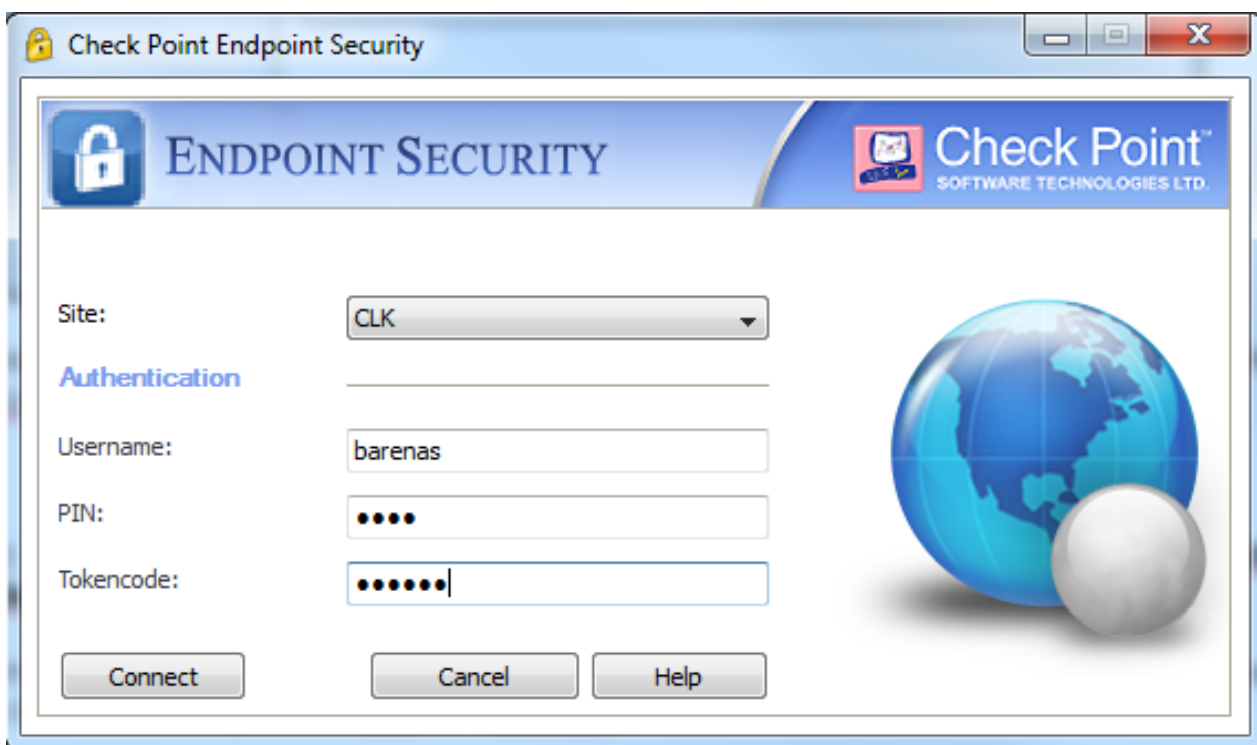 Check Point Endpoint Security
ENDPOINT SECURITY
Check Point™
SOFTWARE TECHNOLOGIES LTD.
Site: CLK
Authentication
Username: barenas
PIN: ••••
Tokencode: ••••••
Connect Cancel Help